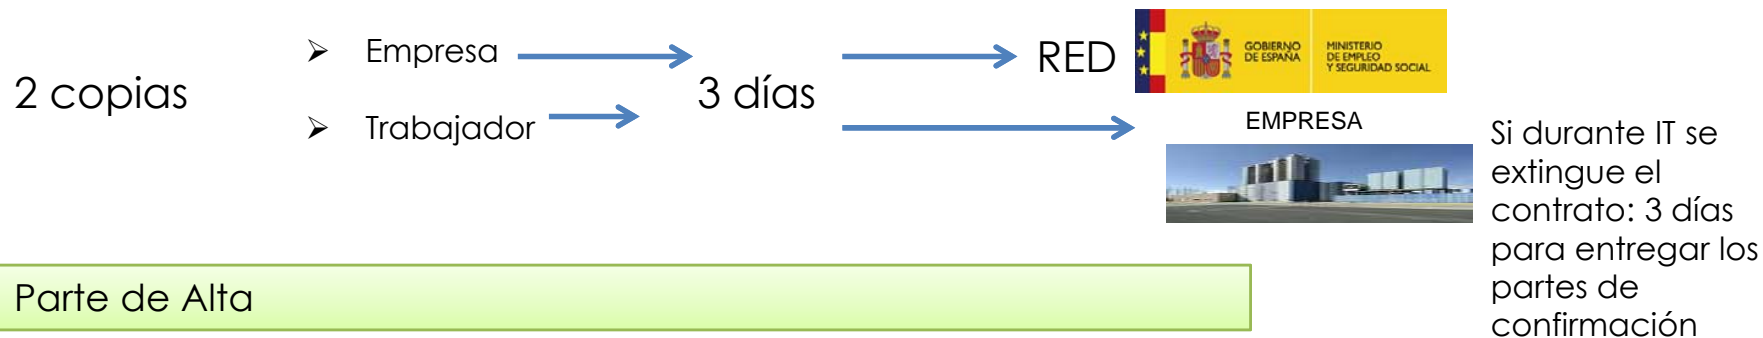 2 copias
➢ Empresa
➢ Trabajador
3 días
RED
GOBIERNO
DE ESPAÑA
MINISTERIO
DE EMPLEO
Y SEGURIDAD SOCIAL
EMPRESA
Si durante IT se
extingue el
contrato: 3 días
para entregar los
partes de
confirmación
Parte de Alta